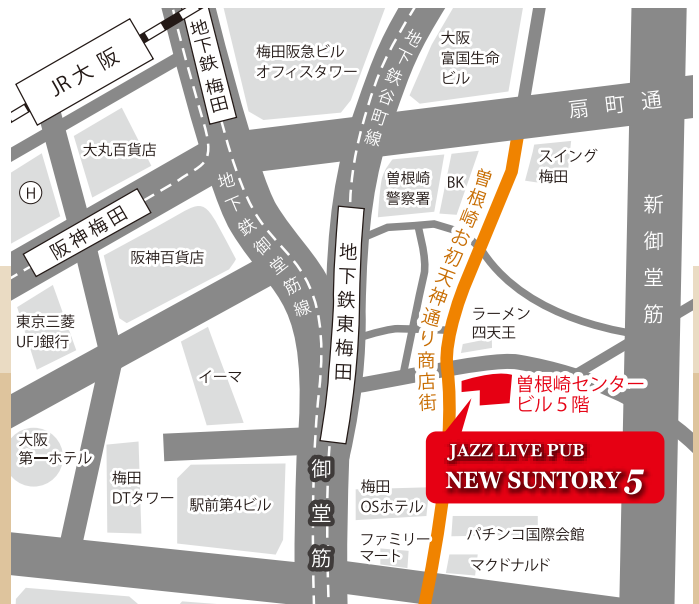 JR大阪
地下鉄梅田
梅田阪急ビル
オフィスタワー
地下鉄谷町線
大阪
富国生命
ビル
扇町通
大丸百貨店
H
阪神梅田
阪神百貨店
地下鉄御堂筋線
曽根崎
警察署
BK
曽根崎お初天神通り商店街
スイング
梅田
新御堂筋
地下鉄東梅田
東京三菱
UFJ銀行
イーマ
ラーメン
四天王
曽根崎センター
ビル5階
JAZZ LIVE PUB
NEW SUNTORY 5
大阪
第一ホテル
梅田
DTタワー
駅前第4ビル
御堂筋
梅田
OSホテル
ファミリー
マート
パチンコ国際会館
マクドナルド